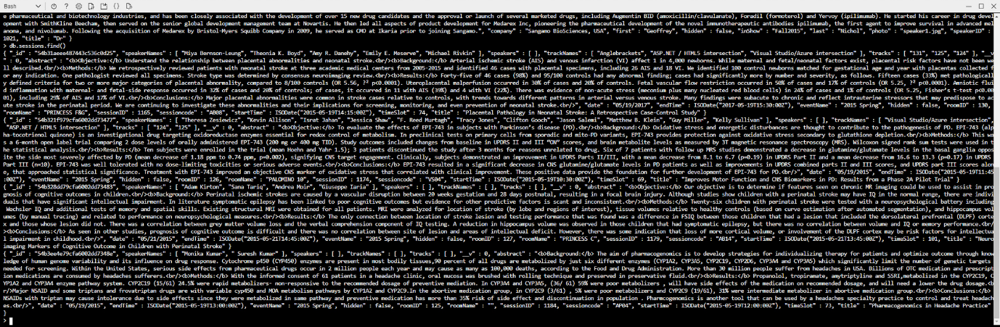 Bash
e pharmaceutical and biotechnology industries, and has been closely associated with the development of over 15 new drug candidates and the approval or launch of several marketed drugs, including Augmentin BID (amoxicillin/clavulanate), Foradil (formoterol) and Yervoy (ipilimumab). He started his career in drug devel
opment with SmithKline Beecham, then served on the senior global development management team at Novartis. He then led all aspects of product development for Medarex Inc, pioneering the development of the novel immunotherapeutic antibodies ipilimumab, the first agent to improve survival in advanced mel
anoma, and nivolumab. Following the acquisition of Medarex by Bristol-Myers Squibb Company in 2009, he served as CMO at Ikaria prior to joining Sangamo.", "company" : "Sangamo BioSciences, USA", "first" : "Geoffrey", "hidden" : false, "inShow" : "Fall2015", "last" : "Nichol", "photo" : "speaker1.jpg", "speakerID" :
1021, "title" : "Dr" }
> db.sessions.find()
{ "_id" : "54b31aeee487443c536c0d25", "speakerNames" : [ "Miya Bernson-Leung", "Theonia K. Boyd", "Amy R. Danehy", "Emily E. Meserve", "Michael Rivkin" ], "speakers" : [ ], "trackNames" : [ "Anglebrackets", "ASP.NET / HTML5 intersection", "Visual Studio/Azure intersection" ], "tracks" : [ "131", "125", "124" ], "__v"
: 0, "abstract" : "<b>Objective:</b> Understand the relationship between placental abnormalities and neonatal stroke.<br/><b>Background:</b> Arterial ischemic stroke (AIS) and venous infarction (VI) affect 1 in 4,000 newborns. While maternal and neonatal factors exist, placental risk factors have not been we
ll described.<br/><b>Methods:</b> We retrospectively reviewed patients with neonatal stroke at three academic medical centers from 2005-2015 and identified 46 cases with placental specimens, including 26 AIS and 18 VI. We identified 100 control newborns matched for gestational age and year with placentas collected f
or any indication. One pathologist reviewed all specimens. Stroke type was determined by consensus neuroimaging review.<br/><b>Results:</b> Forty-five of 46 cases (98%) and 95/100 controls had any abnormal finding; cases had significantly more by number and severity, as follows. Fifteen cases (33%) met pathologicall
y defined criteria for two or more major categories of placental abnormality, compared to 8/100 controls (OR 5.56, ?? p<0.0001). Uteroplacental malperfusion occurred in 30% of cases and 20% of controls. Fetal vascular flow restriction occurred in 50% of cases and 17% of controls (OR 5.25, ?? p<0.0001). Amniotic flui
d inflammation with maternal- and fetal-side response occurred in 32% of cases and 20% of controls; of cases, it occurred in 11 with AIS (39%) and 4 with VI (22%). There was evidence of non-acute stress (meconium plus many nucleated red blood cells) in 24% of cases and 1% of controls (OR 5.25, Fisher's t-test p<0.00
01), including 29% of AIS and 17% of VI.<br/><b>Conclusions:</b> Major placental abnormalities were common in stroke cases relative to controls, with trends towards different patterns in arterial versus venous stroke. Many findings were subacute to chronic and reflect intrauterine stressors that may predispose to ac
ute stroke in the perinatal period. We are continuing to investigate these abnormalities and their implications for screening, monitoring, and even prevention of neonatal stroke.<br/>", "date" : "05/19/2017", "endTime" : ISODate("2017-05-19T15:30:00Z"), "eventName" : "2015 Spring", "hidden" : false, "roomID" : 130,
"roomName" : "PRINCESS F&G", "sessionID" : 1165, "sessioncode" : "AB08", "startTime" : ISODate("2015-05-19T14:15:00Z"), "timeSlot" : 74, "title" : "Placental Pathology in Neonatal Stroke: A Retrospective Case-Control Study" }
{ "_id" : "54b321f979cfa6002dd73477", "speakerNames" : [ "Theresa Zesiewicz", "Kevin Allison", "Israt Jahan", "Jessica Shaw", "F. Reed Murtagh", "Tracy Jones", "Clifton Gooch", "Jason Salemi", "Matthew B. Klein", "Guy Miller", "Kelly Sullivan" ], "speakers" : [ ], "trackNames" : [ "Visual Studio/Azure intersection",
"ASP.NET / HTML5 intersection" ], "tracks" : [ "124", "125" ], "__v" : 0, "abstract" : "<b>Objective:</b> To evaluate the effects of EPI-743 in subjects with Parkinson's disease (PD).<br/><b>Background:</b> Oxidative stress and energetic disturbances are thought to contribute to the pathogenesis of PD. EPI-743 (alp
ha-tocotrienol quinone) is an investigational drug targeting oxidoreductase enzymes essential for redox control of metabolism. In preclinical tests on primary cells from sporadic and mito-PD variants, EPI-743 provides protection against oxidative stress secondary to glutathione depletion.<br/><b>Methods:</b> This wa
s a 6-month open label trial comparing 2 dose levels of orally administered EPI-743 (200 mg or 400 mg TID). Study outcomes included changes from baseline in UPDRS II and III "ON" scores, and brain metabolite levels as measured by 3T magnetic resonance spectroscopy (MRS). Wilcoxon signed rank sum tests were used in t
he statistical analysis.<br/><b>Results:</b> Ten subjects were enrolled in the trial (mean Hoehn and Yahr 1.5); 3 patients discontinued the study after 3 months for reasons unrelated to drug. Six of 7 patients with follow up MRS studies demonstrated a decrease in glutamine/glutamate levels in the basal ganglia oppos
ite the side most severely affected by PD (mean decrease of 1.18 ppm to 0.74 ppm, p=0.002), signifying CNS target engagement. Clinically, subjects demonstrated an improvement in UPDRS Parts II/III, with a mean decrease from 8.1 to 6.7 (p=0.19) in UPDRS Part II and a mean decrease from 16.6 to 13.3 (p=0.17) in UPDRS
Part III (n=10). EPI-743 was well tolerated with no dose-limiting toxicities or serious adverse events.<br/><b>Conclusions:</b> EPI-743 resulted in a significant decrease in CNS glutamine/glutamate levels in PD patients as well as improvements in UPDRS combined parts II and III scores, and UPDRS part III scores alon
e, that approached statistical significance. Treatment with EPI-743 improved an objective CNS marker of oxidative stress that correlated with clinical improvement. These positive data provide the foundation for further development of EPI-743 for PD.<br/>", "date" : "05/19/2015", "endTime" : ISODate("2015-05-19T11:45
:00Z"), "eventName" : "2015 Spring", "hidden" : false, "roomID" : 126, "roomName" : "PALOMINO 10", "sessionID" : 1174, "sessioncode" : "VS04", "startTime" : ISODate("2015-05-19T10:30:00Z"), "timeSlot" : 69, "title" : "Improves Motor Function and CNS Biomarkers in PD: Results from a Phase 2A Pilot Trial" }
{ "_id" : "54b328dd79cfa6002dd73483", "speakerNames" : [ "Adam Kirton", "Sana Tariq", "Andrea Moir", "Giuseppe Iaria" ], "speakers" : [ ], "trackNames" : [ ], "tracks" : [ ], "__v" : 0, "abstract" : "<b>Objective:</b> Our objective is to determine if features seen on chronic MR imaging could be used to assist in pro
gnosis of cognitive outcomes in children.<br/><b>Background:</b> Perinatal ischemic strokes are caused by a vascular disruption between 20 weeks gestation and 28 days postnatal, resulting in a focal brain injury. Although studies show children with a perinatal stroke may have IQ in the normal range, there are indivi
duals that have significant intellectual impairment. In literature symptomatic epilepsy has been linked to poor cognitive outcomes but evidence for other predictive factors is scant and inconsistent.<br/><b>Methods:</b> Twenty-six children with perinatal stroke were tested with a neuropsychological battery including
Wechsler IQ and additional tests of memory and spatial skills. Existing structural MRI were obtained for all patients. MRI were analyzed for location of stroke (by lobe and regions of interest), tissue volumes relative to healthy controls (based on curve estimation after automated segmentation), and hippocampus vol
umes (by manual tracing) and related to performance on neuropsychological measures.<br/><b>Results:</b> The only connection between location of stroke lesion and testing performance that was found was a difference in FSIQ between those children that had a lesion that included the dorsolateral prefrontal (DLPF) corte
x and those whose lesion did not. There was a correlation between grey matter volume loss and the verbal comprehension component of IQ testing. A reduction in hippocampus volume was observed in those children that had symptomatic epilepsy, but there was no correlation between volume and IQ or memory performance.<br/
><b>Conclusions:</b> As seen in other studies, prognosis of cognitive outcome is difficult and there was no correlation between site of lesion and areas of intellectual deficit. However, there was some indication that loss of more cortical volume, or involvement of the DLPF cortex may be risk factors for intellectua
l impairment in childhood.<br/>", "date" : "05/21/2015", "endTime" : ISODate("2015-05-21T14:45:00Z"), "eventName" : "2015 Spring", "hidden" : false, "roomID" : 127, "roomName" : "PRINCESS C", "sessionID" : 1179, "sessioncode" : "AB14", "startTime" : ISODate("2015-05-21T13:45:00Z"), "timeSlot" : 101, "title" : "Neuro
imaging Markers of Cognitive Outcome in Children with Perinatal Stroke" }
{ "_id" : "54b3ee4e79cfa6002dd7348e", "speakerNames" : [ "Monika Kumar", " Suresh Kumar" ], "speakers" : [ ], "trackNames" : [ ], "tracks" : [ ], "__v" : 0, "abstract" : "<b>Background:</b> The aim of pharmacogenomics is to develop strategies for individualizing therapy for patients and optimize outcome through know
ledge of human genome variability and its influence on drug response. Cytochrome p450 (CYP450) enzymes are present in most bodily tissues,90 percent of all drugs are metabolized by just six different enzymes (CYP1A2, CYP3A5, CYP2C19, CYP2D6, CYP3A4 and CYP3A5) which significantly limit the number of genetic targets
needed for screening. Within the United States, serious side effects from pharmaceutical drugs occur in 2 million people each year and may cause as many as 100,000 deaths, according to the Food and Drug Administration. More than 30 million people suffer from headaches in USA. Billions of OTC medication and prescript
ion medications are consumed by headaches sufferers.<br/><b>Methods:</b> With the informed consent of 61 patients in a headache clinic, oral mucosa was brushed with rolling technique and preserved in preservative fluid.<br/><b>Results:</b> Propanolol, tropinamate, amytriptyline and SSRI,metabolized in the CYP2C19, C
YP1A2 and CYP3A4 enzyme pathway system. CYP2C19 (15/61) 24.5% were rapid metabolizers- non-responsive to the recommended dosage of preventive mediation. In CYP3A4 and CYP3A5, (36/ 61) 59% were poor metabolizers , will have side effects of the medication on recommended dosage, and will need a lower the drug dosage.<b
r/>Major NSAID and some triptans and frovatriptan drugs are with variable cyp450 and MOA metabolism pathways by CYP1A2 and CYP2C9.In the abortive medication group, in CYP2C9 (3/61) , 5% were poor metabolizers and CYP2C9 (19/61), 31% were intermediate metabolizer in abortive medication group.<br/><b>Conclusions:</b>
NSAIDs with triptan may cause intolerance due to side effects since they were metabolized in same pathway and preventive medication has more than 35% risk of side effect and discontinuation in population . Pharmocogenomics is another tool that can be used by a headaches specialty practice to control and treat headach
es.<br/>", "date" : "05/19/2015", "endTime" : ISODate("2015-05-19T13:00:00Z"), "eventName" : "2015 Spring", "hidden" : false, "roomID" : 125, "roomName" : "", "sessionID" : 1184, "sessioncode" : "AP04", "startTime" : ISODate("2015-05-19T12:00:00Z"), "timeSlot" : 73, "title" : "Pharmacogenomics in Headache Practice"
}
>